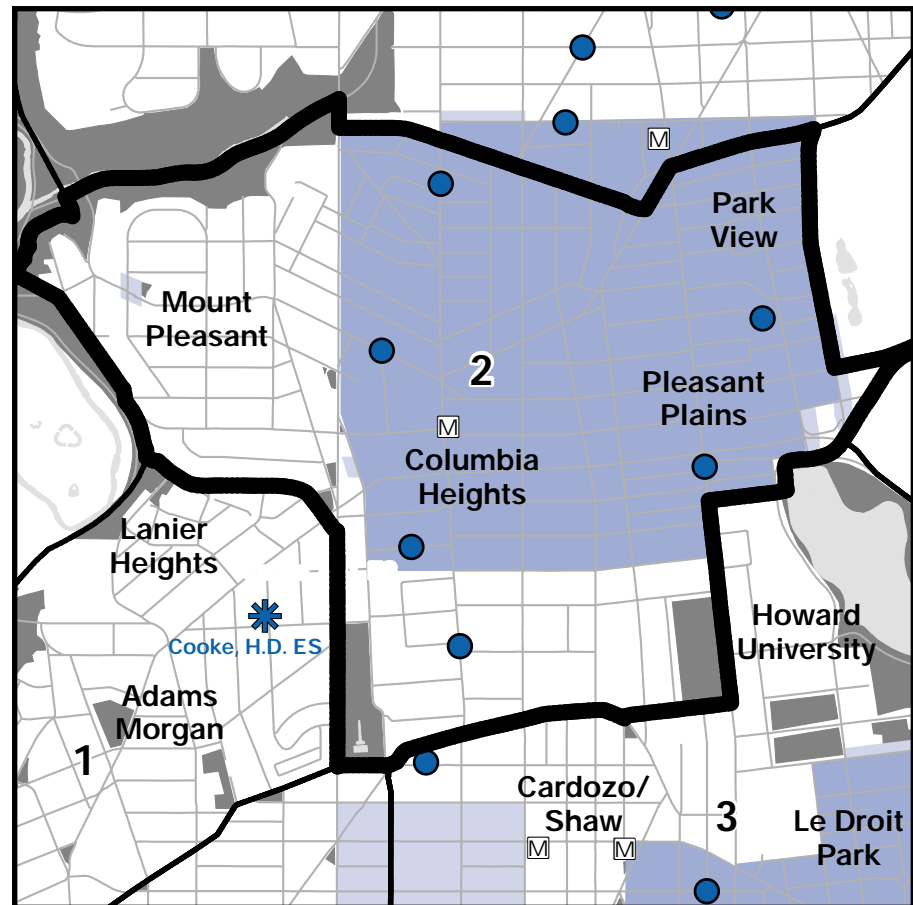 M
Park
View
Mount
Pleasant
2
Pleasant
Plains
M
Columbia
Heights
Lanier
Heights
Howard
University
Cooke, H.D. ES
Adams
Morgan
1
Cardozo/
Shaw
3
Le Droit
Park
M
M